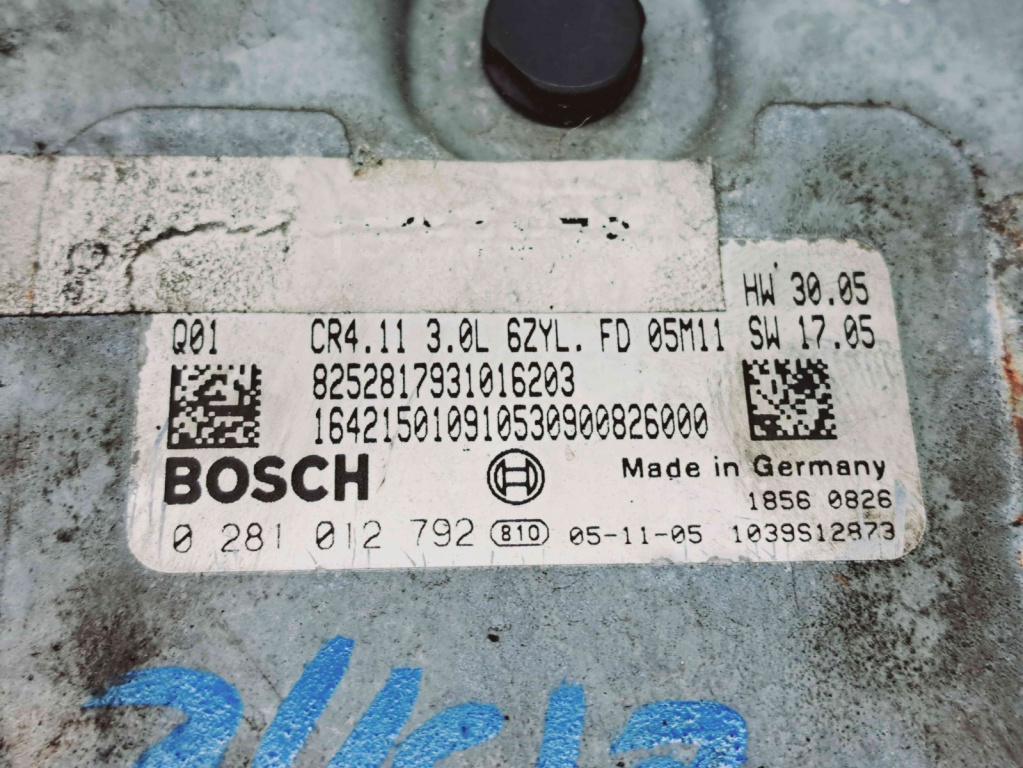 HW 30.05
Q01 CR4.11 3.0L 6ZYL. FD 05M11 SW 17.05
8252817931016203
164215010910530900826000
BOSCH Made in Germany
1856 0826
0 281 012 792 810 05-11-05 1039S12873